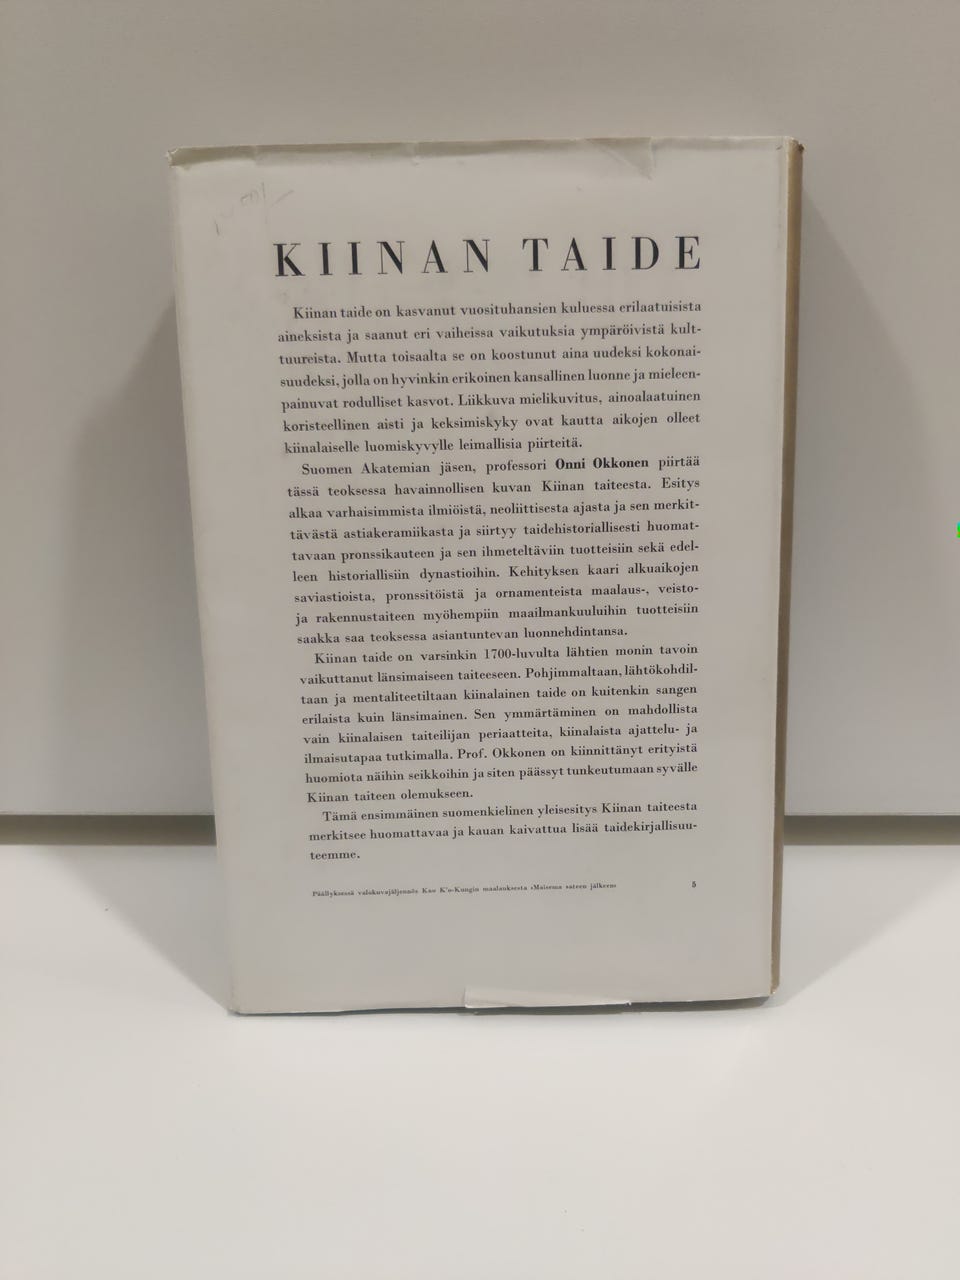 KIINAN TAIDE
Kiinan taide on kasvanut vuosituhansien kuluessa erilaatuisista
aineksista ja saanut eri vaiheissa vaikutuksia ympäröivistä kult-
tuureista. Mutta toisaalta se on koostunut aina uudeksi kokonai-
suudeksi, jolla on hyvinkin erikoinen kansallinen luonne ja mieleen-
painuvat rodulliset kasvot. Liikkuva mielikuvitus, ainoalaatuinen
koristeellinen aisti ja keksimiskyky ovat kautta aikojen olleet
kiinalaiselle luomiskyvylle leimallisia piirteitä.
Suomen Akatemian jäsen, professori Onni Okkonen piirtää
tässä teoksessa havainnollisen kuvan Kiinan taiteesta. Esitys
alkaa varhaisimmista ilmiöistä, neoliittisesta ajasta ja sen merkit-
tävästä astiakeramiikasta ja siirtyy taidehistoriallisesti huomat-
tavaan pronssikauteen ja sen ihmeteltäviin tuotteisiin sekä edel-
leen historiallisiin dynastioihin. Kehityksen kaari alkuaikojen
saviastioista, pronssitöistä ja ornamenteista maalaus-, veisto-
ja rakennustaiteen myöhempiin maailmankuuluihin tuotteisiin
saakka saa teoksessa asiantuntevan luonnehdintansa.
Kiinan taide on varsinkin 1700-luvulta lähtien monin tavoin
vaikuttanut länsimaiseen taiteeseen. Pohjimmaltaan, lähtökohdil-
taan ja mentaliteetiltaan kiinalainen taide on kuitenkin sangen
erilaista kuin länsimainen. Sen ymmärtäminen on mahdollista
vain kiinalaisen taiteilijan periaatteita, kiinalaista ajattelu- ja
ilmaisutapaa tutkimalla. Prof. Okkonen on kiinnittänyt erityistä
huomiota näihin seikkoihin ja siten päässyt tunkeutumaan syvälle
Kiinan taiteen olemukseen.
Tämä ensimmäinen suomenkielinen yleisesitys Kiinan taiteesta
merkitsee huomattavaa ja kauan kaivattua lisää taidekirjallisuu-
teemme.
Päällyksessä valokuvajäljennös Kao K'o-Kungin maalauksesta ›Maisema sateen jälkeen› 5